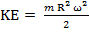 KE = m R² ω² / 2